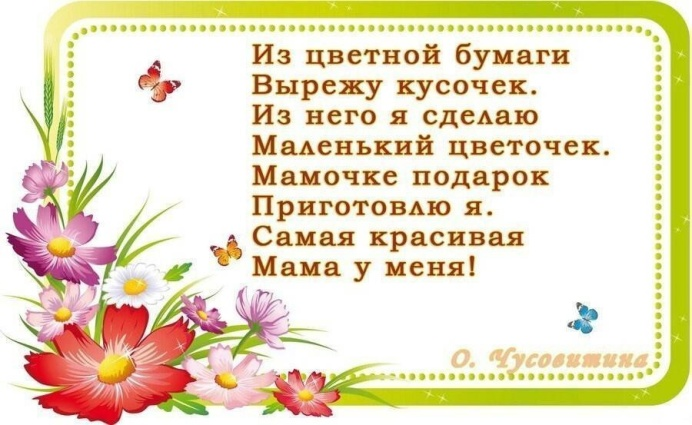 Из цветной бумаги
Вырежу кусочек.
Из него я сделаю
Маленький цветочек.
Мамочке подарок
Приготовлю я.
Самая красивая
Мама у меня!
О. Чусовитина